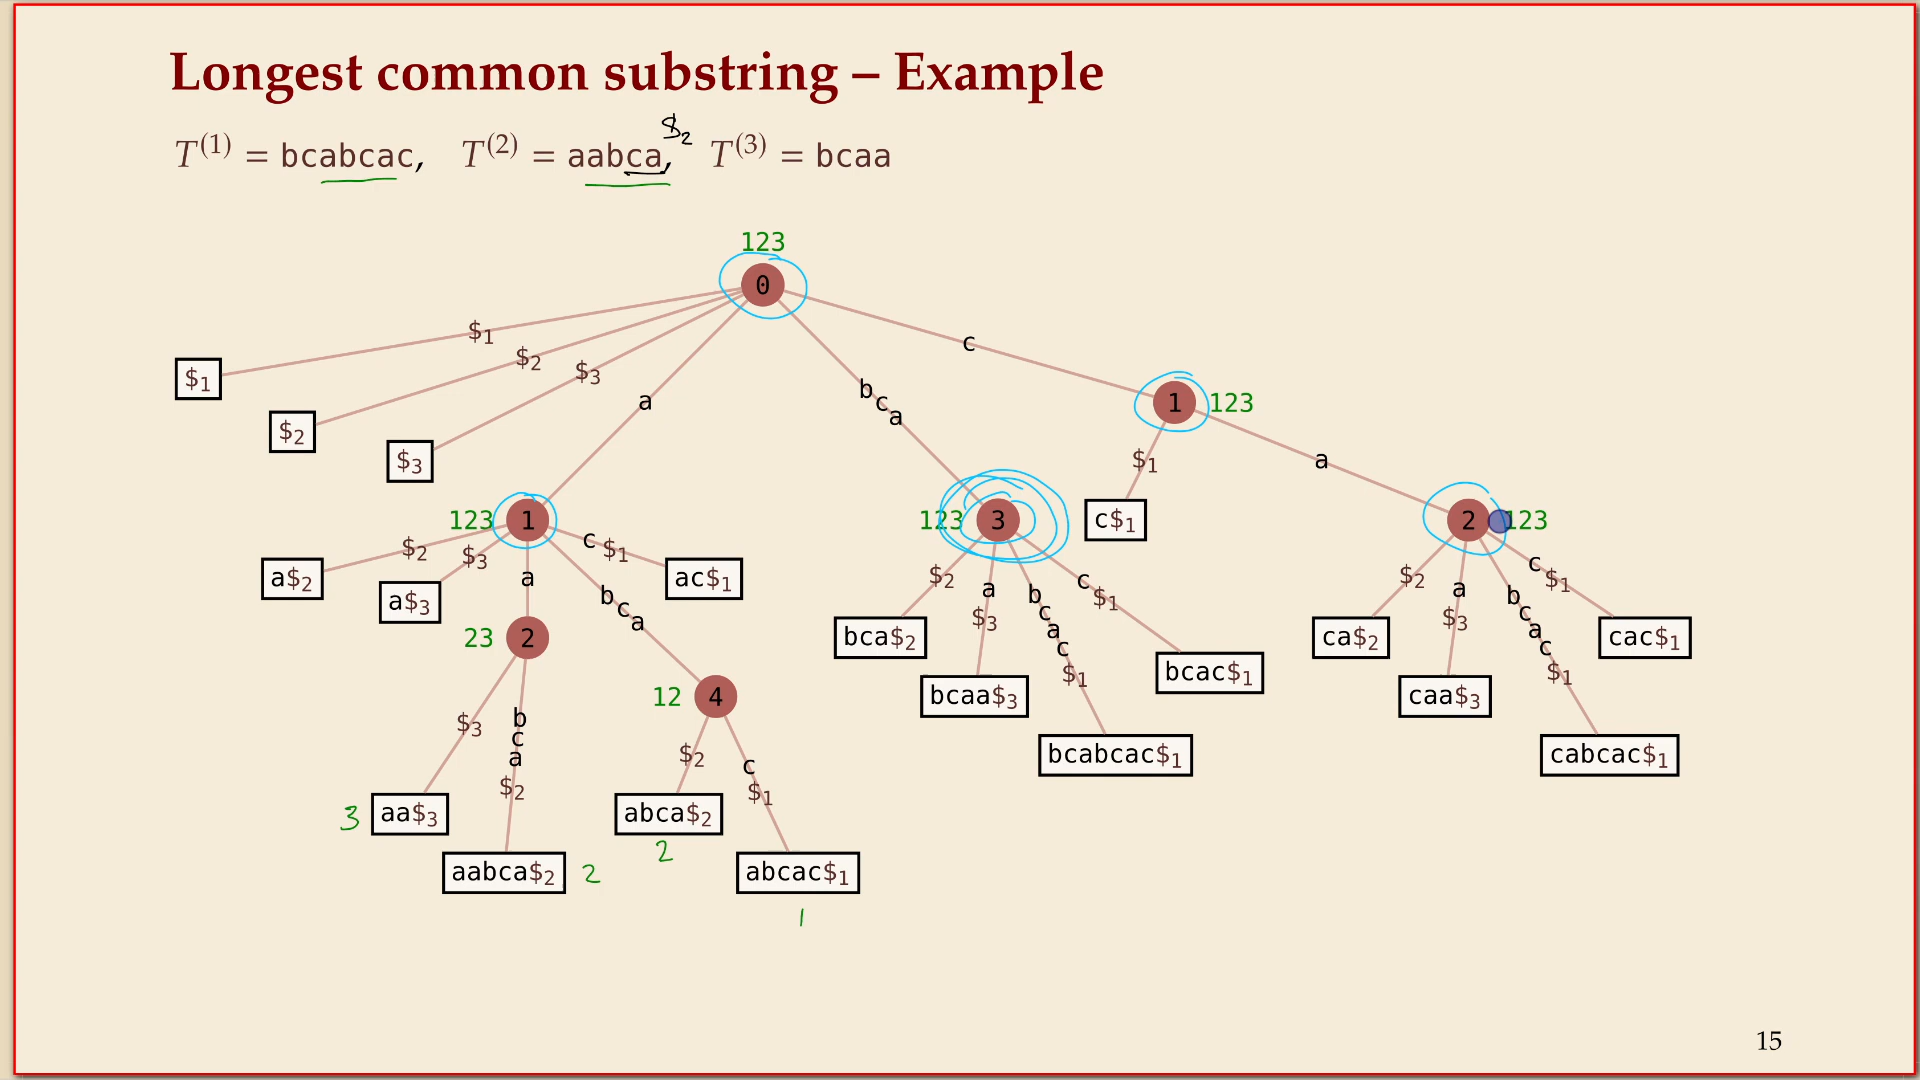 Longest common substring – Example
$₂
T⁽¹⁾ = bcabcac, T⁽²⁾ = aabca, T⁽³⁾ = bcaa
123
0
$₁
c
$₂
$₃
$₁
bca
a
1 123
$₂
$₃
$₁
a
123 1
c $₁
123 3
c$₁
2 123
$₂
$₃
a
bca
a$₂
a$₃
ac$₁
$₂
a $₃
bcac $₁
c $₁
$₂
a $₃
bcac $₁
c $₁
23 2
bca$₂
bcaa$₃
bcabcac$₁
bcac$₁
ca$₂
caa$₃
cabcac$₁
cac$₁
12 4
$₃
bca $₂
$₂
c $₁
3 aa$₃
abca$₂
2
aabca$₂ 2
abcac$₁
1
15